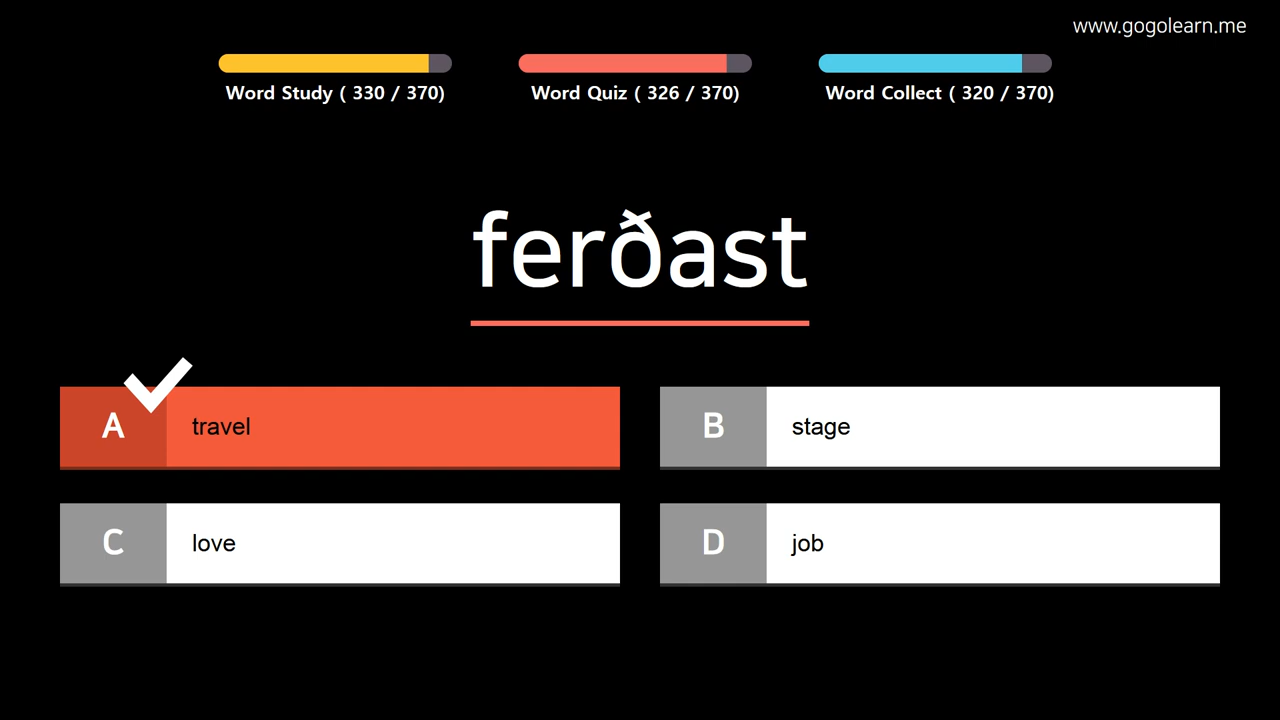 www.gogolearn.me
Word Study ( 330 / 370)
Word Quiz ( 326 / 370)
Word Collect ( 320 / 370)
ferðast
A travel
B stage
C love
D job